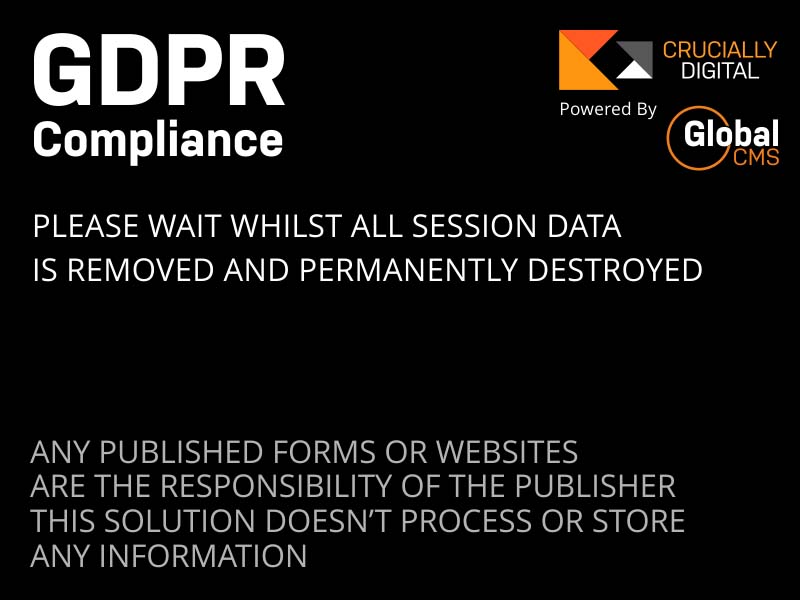 GDPR
Compliance
CRUCIALLY
DIGITAL
Powered By
Global
CMS
PLEASE WAIT WHILST ALL SESSION DATA
IS REMOVED AND PERMANENTLY DESTROYED
ANY PUBLISHED FORMS OR WEBSITES
ARE THE RESPONSIBILITY OF THE PUBLISHER
THIS SOLUTION DOESN’T PROCESS OR STORE
ANY INFORMATION